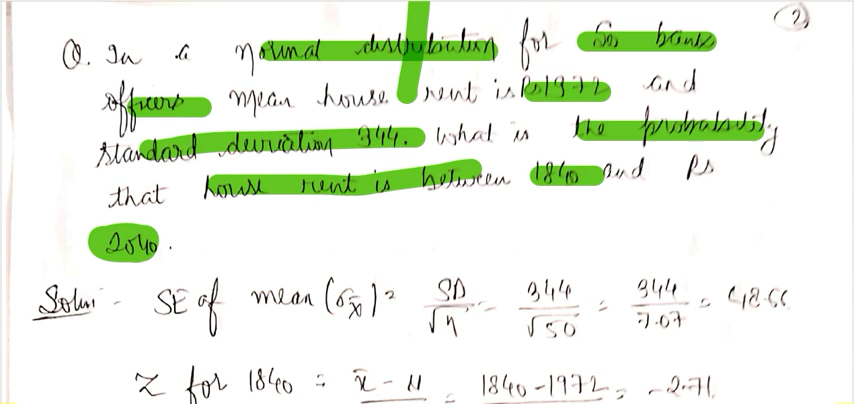 (2)
Q. In a normal distribution for 50 bank
officers mean house rent is Rs 1972 and
standard deviation 344. What is the probability
that house rent is between 1840 and Rs
2040.
Soln:- SE of mean (σx̄) = SD/√n = 344/√50 = 344/7.07 = 48.66
Z for 1840 = x̄ - μ = 1840-1972 = -2.71